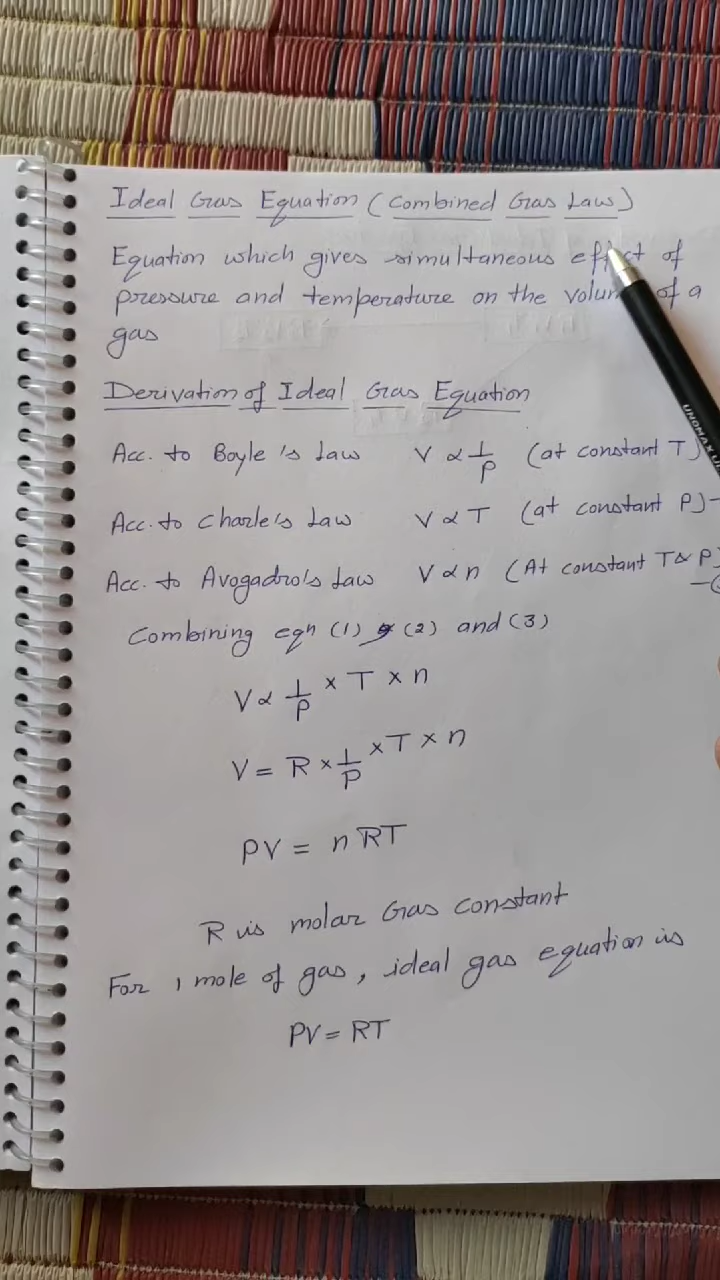 Ideal Gas Equation (Combined Gas Law)
Equation which gives simultaneous effect of
pressure and temperature on the volum of a
gas
Derivation of Ideal Gas Equation
Acc. to Boyle's Law V ∝ 1/P (at constant T)
Acc. to Charle's Law V ∝ T (at constant P) –
Acc. to Avogadro's Law V ∝ n (At constant T & P)
–(
Combining eqn (1), (2) and (3)
V ∝ 1/P × T × n
V = R × 1/P × T × n
PV = nRT
R is molar Gas constant
For 1 mole of gas, ideal gas equation is
PV = RT
UNOMAX